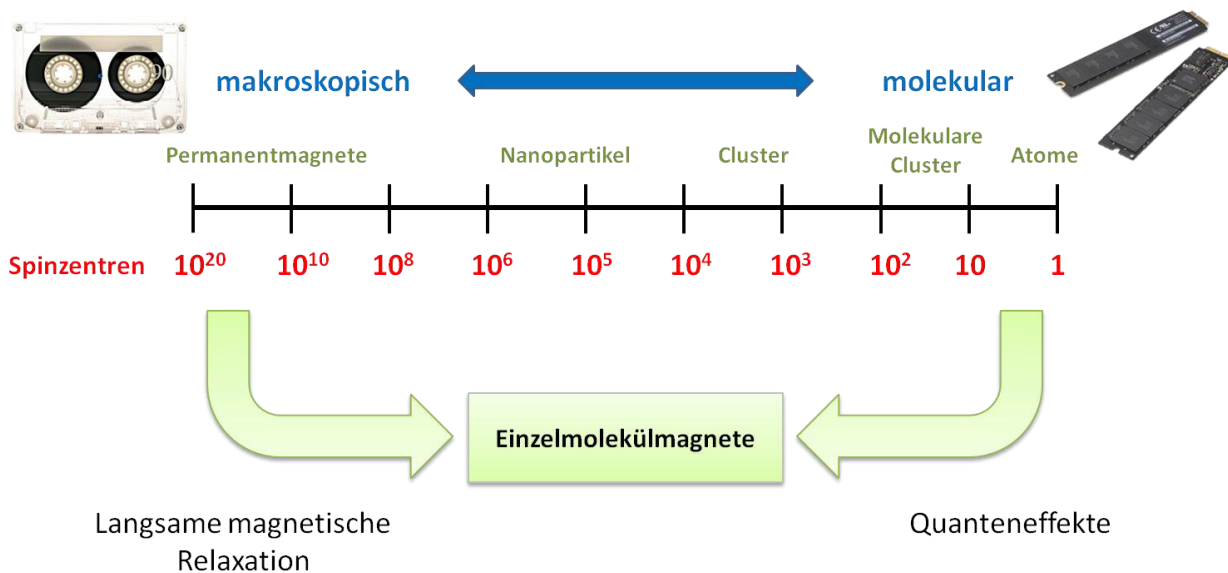 90
makroskopisch
molekular
Permanentmagnete
Nanopartikel
Cluster
Molekulare
Cluster
Atome
Spinzentren 10²⁰ 10¹⁰ 10⁸ 10⁶ 10⁵ 10⁴ 10³ 10² 10 1
Einzelmolekülmagnete
Langsame magnetische
Relaxation
Quanteneffekte